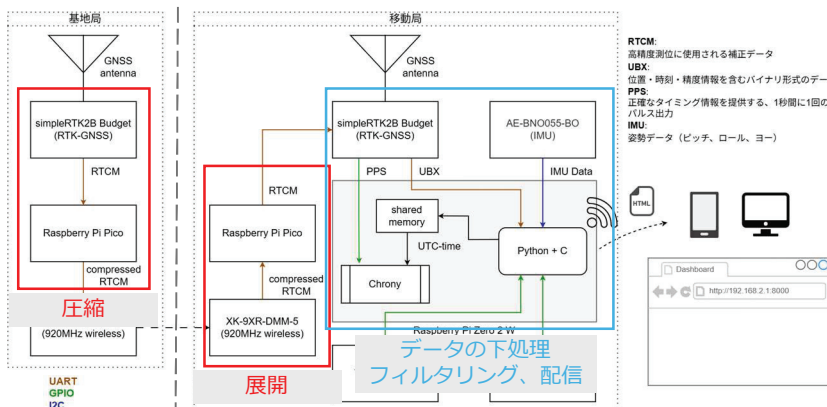 基地局
移動局
GNSS
antenna
GNSS
antenna
simpleRTK2B Budget
(RTK-GNSS)
simpleRTK2B Budget
(RTK-GNSS)
AE-BNO055-BO
(IMU)
RTCM
RTCM
PPS
UBX
IMU Data
Raspberry Pi Pico
Raspberry Pi Pico
shared
memory
UTC-time
Python + C
Chrony
compressed
RTCM
compressed
RTCM
圧縮
(920MHz wireless)
XK-9XR-DMM-5
(920MHz wireless)
展開
Raspberry Pi Zero 2 W
データの下処理
フィルタリング、配信
UART
GPIO
I2C
RTCM:
高精度測位に使用される補正データ
UBX:
位置・時刻・精度情報を含むバイナリ形式のデー
PPS:
正確なタイミング情報を提供する、1秒間に1回の
パルス出力
IMU:
姿勢データ（ピッチ、ロール、ヨー）
HTML
Dashboard
http://192.168.2.1:8000